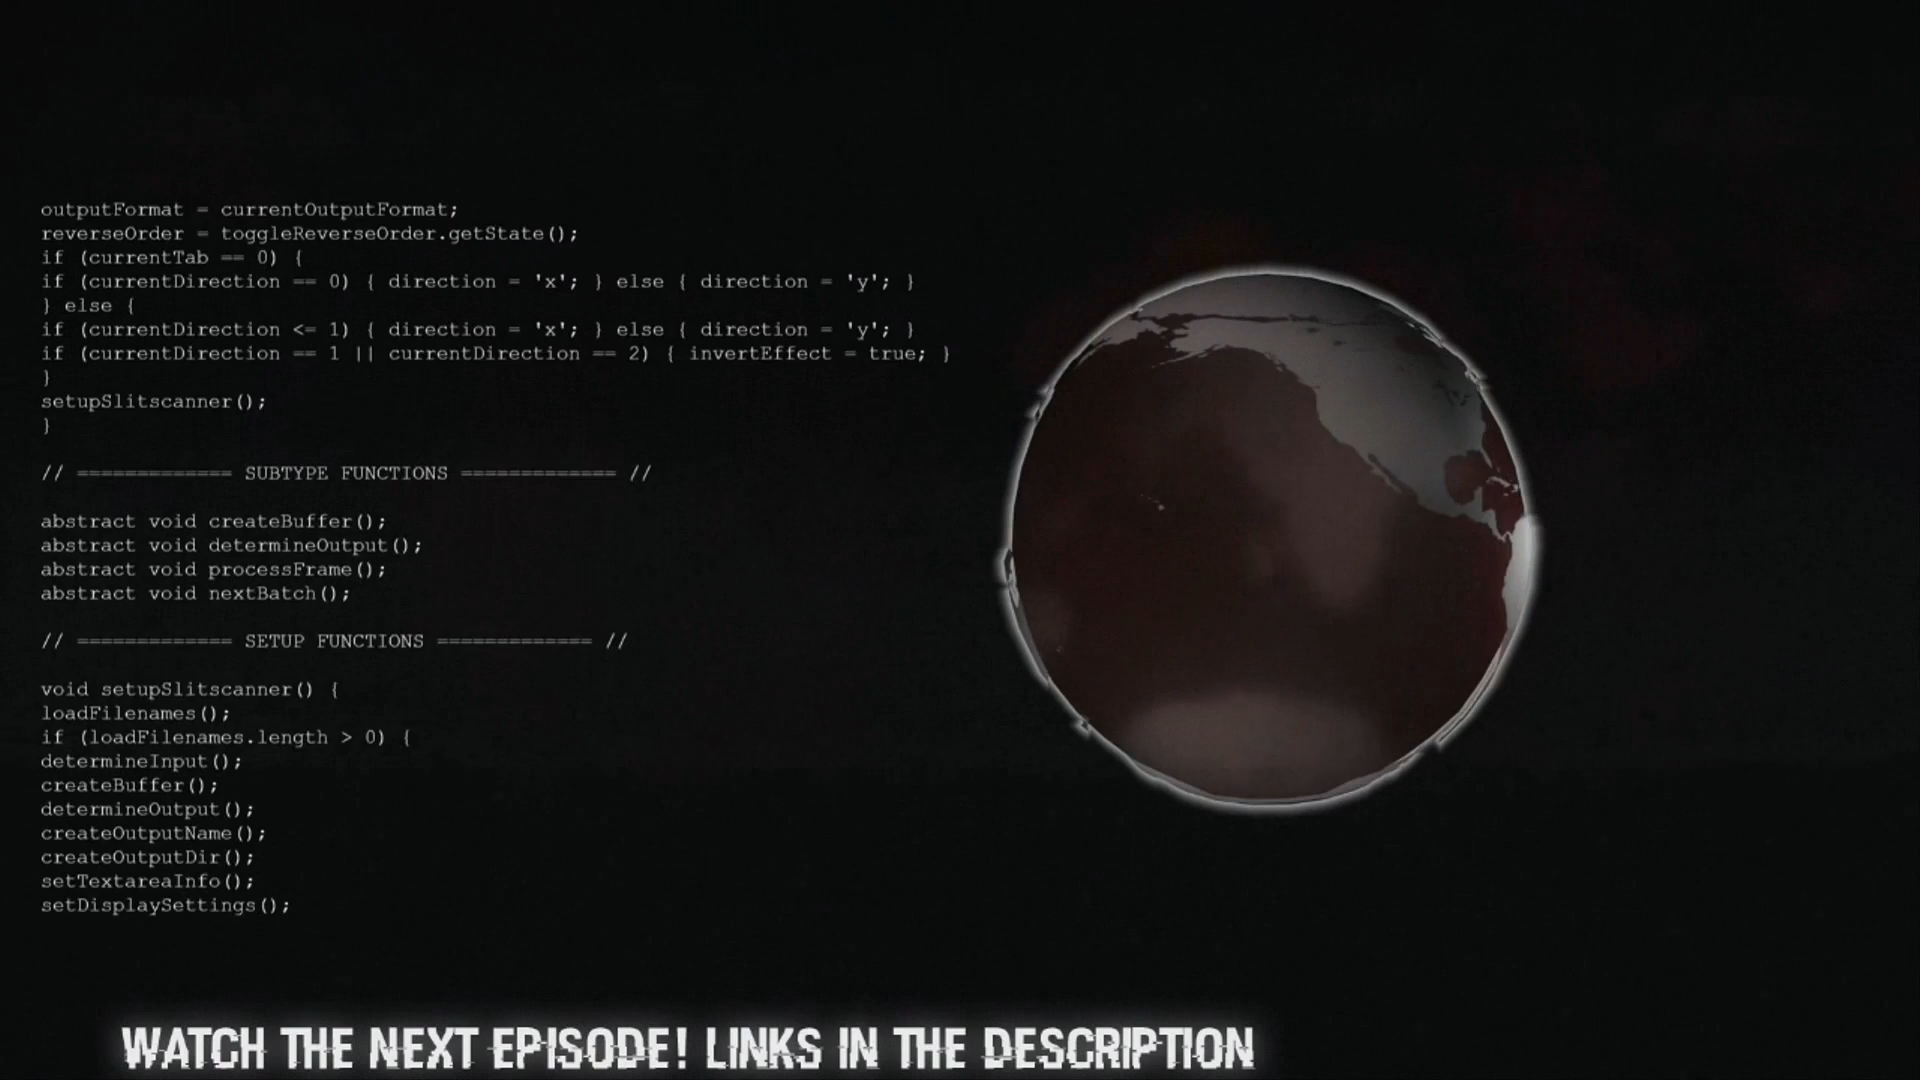 outputFormat = currentOutputFormat;
reverseOrder = toggleReverseOrder.getState();
if (currentTab == 0) {
if (currentDirection == 0) { direction = 'x'; } else { direction = 'y'; }
} else {
if (currentDirection <= 1) { direction = 'x'; } else { direction = 'y'; }
if (currentDirection == 1 || currentDirection == 2) { invertEffect = true; }
}
setupSlitscanner();
}
// ============= SUBTYPE FUNCTIONS ============= //
abstract void createBuffer();
abstract void determineOutput();
abstract void processFrame();
abstract void nextBatch();
// ============= SETUP FUNCTIONS ============= //
void setupSlitscanner() {
loadFilenames();
if (loadFilenames.length > 0) {
determineInput();
createBuffer();
determineOutput();
createOutputName();
createOutputDir();
setTextareaInfo();
setDisplaySettings();
WATCH THE NEXT EPISODE! LINKS IN THE DESCRIPTION